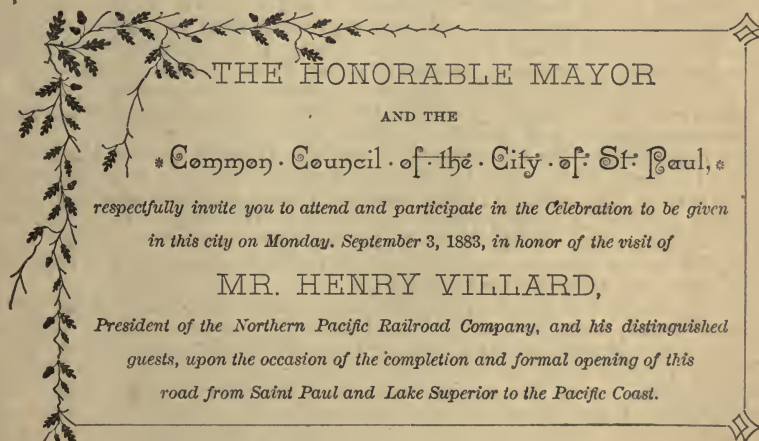 THE HONORABLE MAYOR
AND THE
Common · Council · of · the · City · of · St. Paul,
respectfully invite you to attend and participate in the Celebration to be given
in this city on Monday. September 3, 1883, in honor of the visit of
MR. HENRY VILLARD,
President of the Northern Pacific Railroad Company, and his distinguished
guests, upon the occasion of the completion and formal opening of this
road from Saint Paul and Lake Superior to the Pacific Coast.